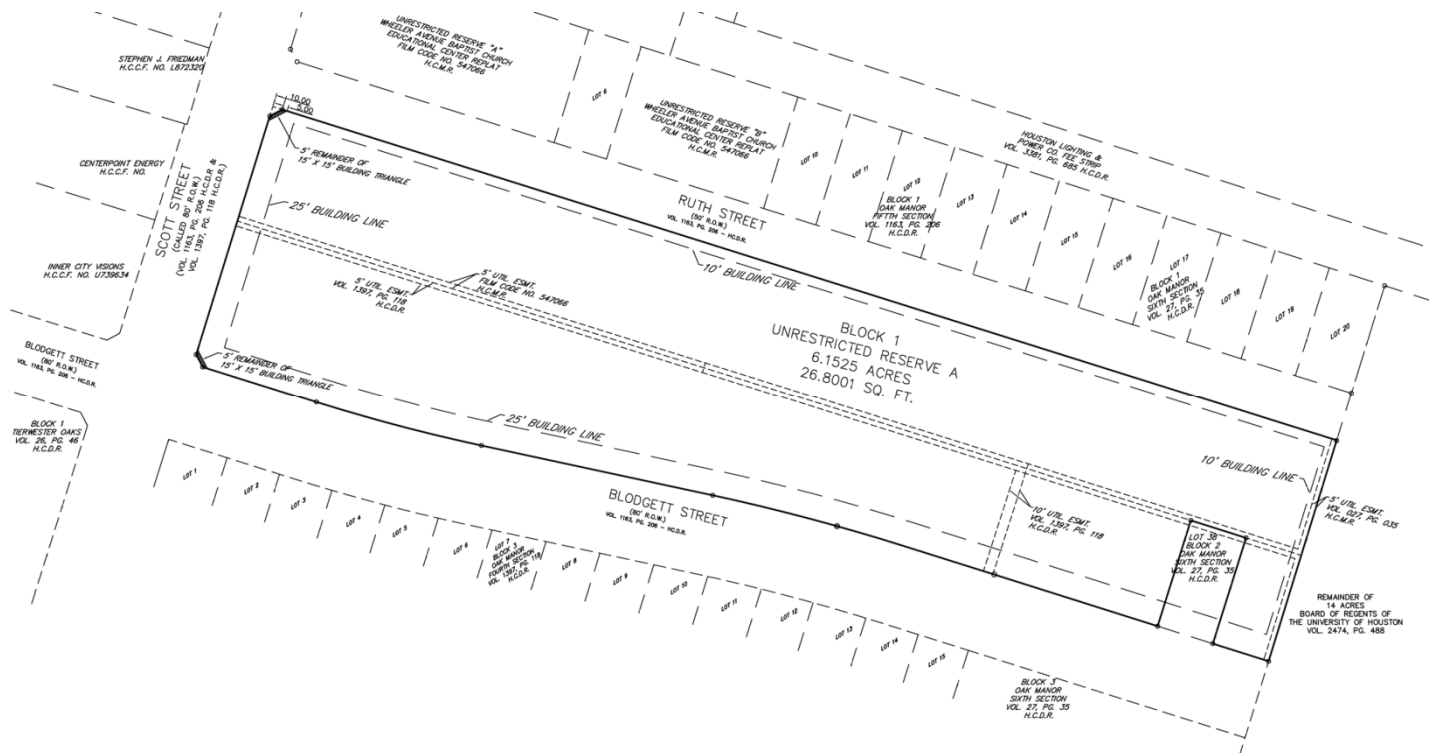 UNRESTRICTED RESERVE "A"
WHEELER AVENUE BAPTIST CHURCH
EDUCATIONAL CENTER REPLAT
FILM CODE NO. 547066
H.C.M.R.
STEPHEN J. FRIEDMAN
H.C.C.F. NO. L872320
LOT 6
UNRESTRICTED RESERVE "B"
WHEELER AVENUE BAPTIST CHURCH
EDUCATIONAL CENTER REPLAT
FILM CODE NO. 547066
H.C.M.R.
HOUSTON LIGHTING &
POWER CO. FEE STRIP
VOL. 3381, PG. 685 H.C.D.R.
10.00
5.00
5' REMAINDER OF
15' X 15' BUILDING TRIANGLE
CENTERPOINT ENERGY
H.C.C.F. NO.
SCOTT STREET
(CALLED 80' R.O.W.)
(VOL. 1163, PG. 206 H.C.D.R &
VOL. 1397, PG. 118 H.C.D.R.)
LOT 10
LOT 11
LOT 12
BLOCK 1
OAK MANOR
FIFTH SECTION
VOL. 1163, PG. 206
H.C.D.R.
LOT 13
LOT 14
LOT 15
LOT 16
LOT 17
BLOCK 1
OAK MANOR
SIXTH SECTION
VOL. 27, PG. 35
H.C.D.R.
LOT 18
LOT 19
LOT 20
RUTH STREET
(50' R.O.W.)
VOL. 1163, PG. 206 - H.C.D.R.
25' BUILDING LINE
10' BUILDING LINE
INNER CITY VISIONS
H.C.C.F. NO. U739634
5' UTIL. ESMT.
VOL. 1397, PG. 118
H.C.D.R.
5' UTIL. ESMT.
FILM CODE NO. 547066
H.C.M.R.
BLOCK 1
UNRESTRICTED RESERVE A
6.1525 ACRES
26.8001 SQ. FT.
BLODGETT STREET
(80' R.O.W.)
VOL. 1163, PG. 206 - H.C.D.R.
5' REMAINDER OF
15' X 15' BUILDING TRIANGLE
25' BUILDING LINE
BLOCK 1
TIERWESTER OAKS
VOL. 26, PG. 46
H.C.D.R.
10' BUILDING LINE
5' UTIL. ESMT.
VOL. 027, PG. 035
H.C.M.R.
BLODGETT STREET
(80' R.O.W.)
VOL. 1163, PG. 206 - H.C.D.R.
10' UTIL. ESMT.
VOL. 1397, PG. 118
H.C.D.R.
LOT 38
BLOCK 2
OAK MANOR
SIXTH SECTION
VOL. 27, PG. 35
H.C.D.R.
REMAINDER OF
14 ACRES
BOARD OF REGENTS OF
THE UNIVERSITY OF HOUSTON
VOL. 2474, PG. 488
LOT 1
LOT 2
LOT 3
LOT 4
LOT 5
LOT 6
LOT 7
BLOCK 3
OAK MANOR
FOURTH SECTION
VOL. 1397, PG. 118
H.C.D.R.
LOT 8
LOT 9
LOT 10
LOT 11
LOT 12
LOT 13
LOT 14
LOT 15
BLOCK 3
OAK MANOR
SIXTH SECTION
VOL. 27, PG. 35
H.C.D.R.